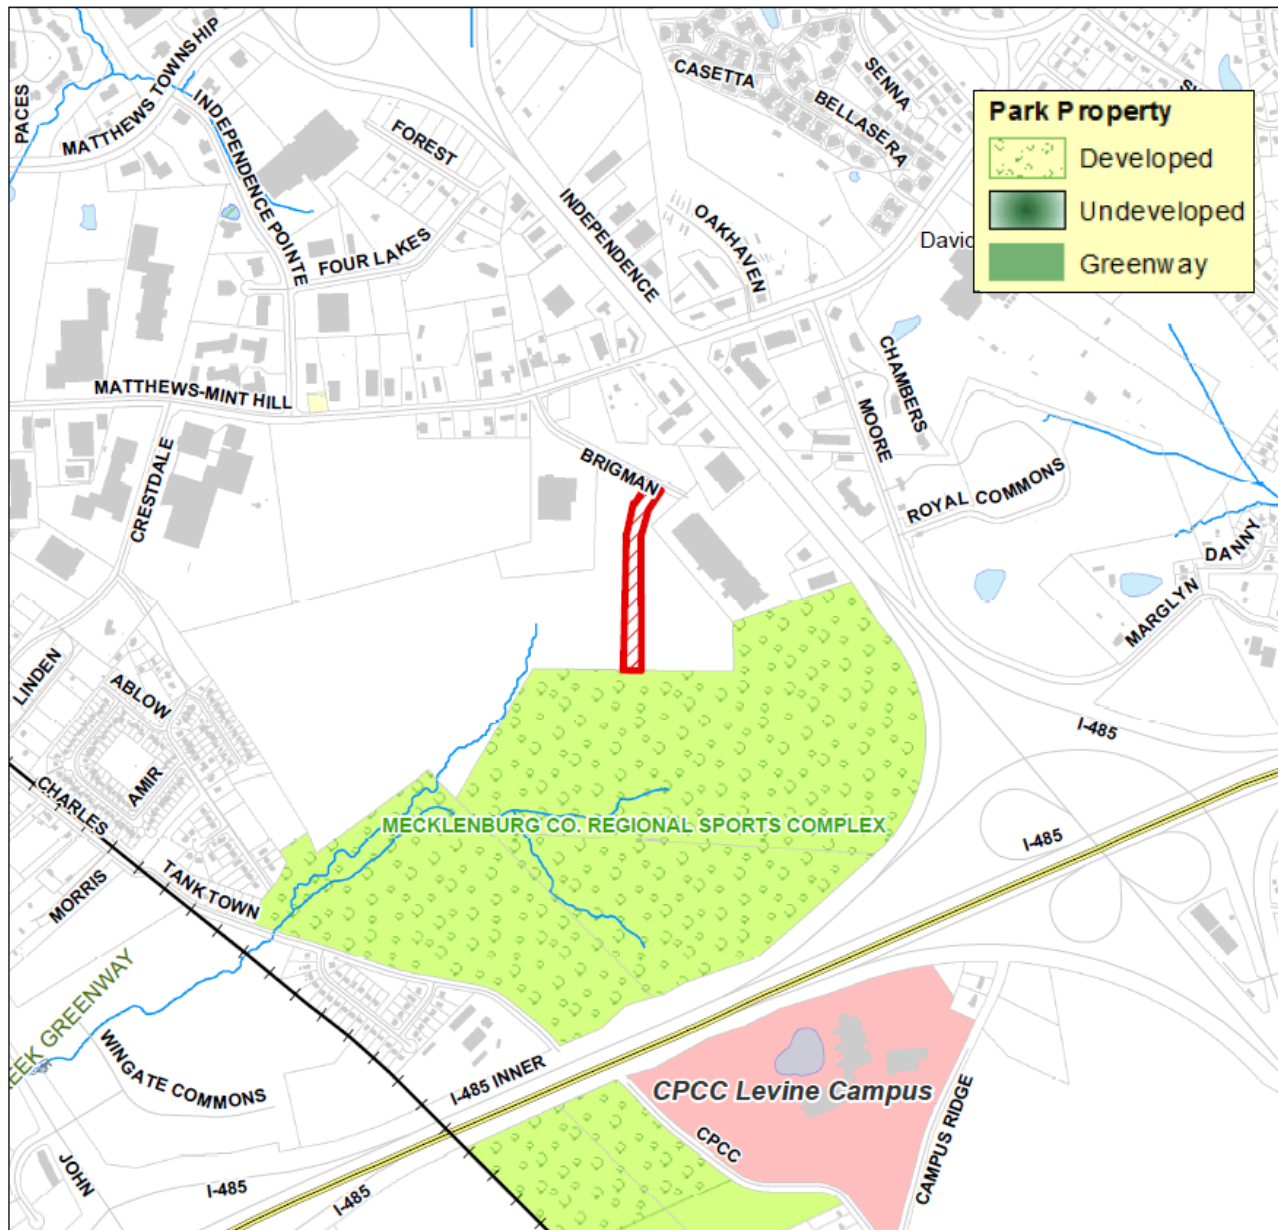 PACES
MATTHEWS TOWNSHIP
INDEPENDENCE POINTE
FOREST
FOUR LAKES
CASETTA
SENNA
BELLASERA
INDEPENDENCE
OAKHAVEN
Park Property
Developed
Undeveloped
Greenway
David
MATTHEWS-MINT HILL
CRESTDALE
BRIGMAN
CHAMBERS
MOORE
ROYAL COMMONS
DANNY
MARGLYN
LINDEN
ABLOW
AMIR
CHARLES
MORRIS
TANK TOWN
MECKLENBURG CO. REGIONAL SPORTS COMPLEX
I-485
I-485
EEK GREENWAY
WINGATE COMMONS
I-485 INNER
CPCC Levine Campus
CPCC
CAMPUS RIDGE
JOHN
I-485
I-485